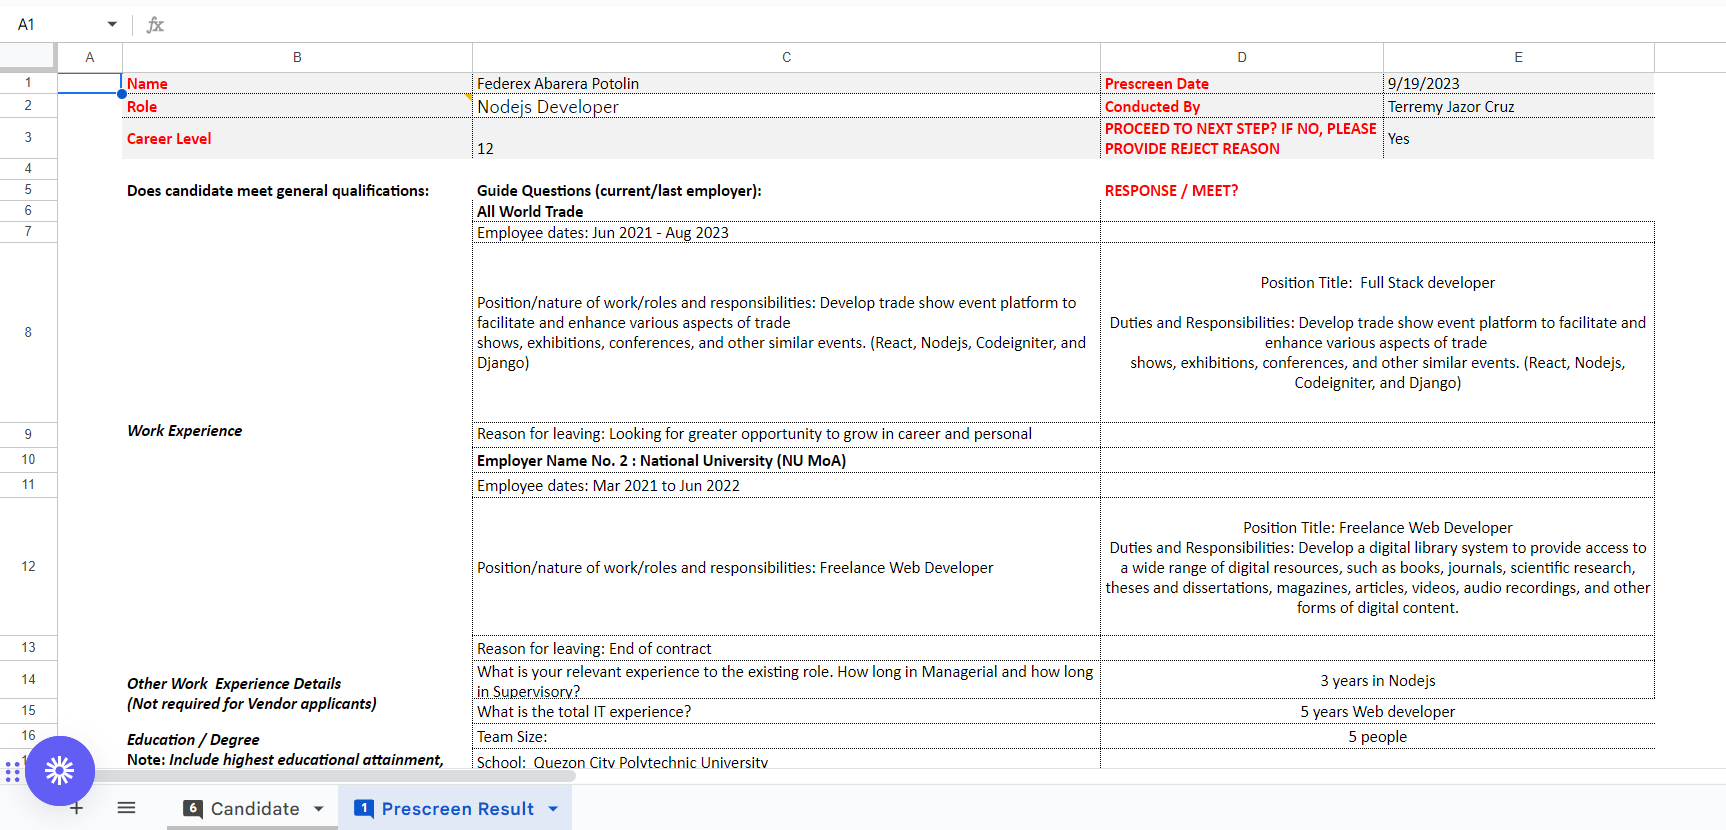 A1 fx
A B C D E
1 Name Federex Abarera Potolin Prescreen Date 9/19/2023
2 Role Nodejs Developer Conducted By Terremy Jazor Cruz
3 Career Level 12 PROCEED TO NEXT STEP? IF NO, PLEASE
PROVIDE REJECT REASON Yes
4
5 Does candidate meet general qualifications: Guide Questions (current/last employer): RESPONSE / MEET?
6 All World Trade
7 Employee dates: Jun 2021 - Aug 2023
8 Position/nature of work/roles and responsibilities: Develop trade show event platform to
facilitate and enhance various aspects of trade
shows, exhibitions, conferences, and other similar events. (React, Nodejs, Codeigniter, and
Django)
Position Title: Full Stack developer
Duties and Responsibilities: Develop trade show event platform to facilitate and
enhance various aspects of trade
shows, exhibitions, conferences, and other similar events. (React, Nodejs,
Codeigniter, and Django)
Work Experience
9 Reason for leaving: Looking for greater opportunity to grow in career and personal
10 Employer Name No. 2 : National University (NU MoA)
11 Employee dates: Mar 2021 to Jun 2022
12 Position/nature of work/roles and responsibilities: Freelance Web Developer
Position Title: Freelance Web Developer
Duties and Responsibilities: Develop a digital library system to provide access to
a wide range of digital resources, such as books, journals, scientific research,
theses and dissertations, magazines, articles, videos, audio recordings, and other
forms of digital content.
13 Reason for leaving: End of contract
14 Other Work Experience Details
(Not required for Vendor applicants)
What is your relevant experience to the existing role. How long in Managerial and how long
in Supervisory?
3 years in Nodejs
15 What is the total IT experience? 5 years Web developer
16 Education / Degree Team Size: 5 people
Note: Include highest educational attainment, School: Quezon City Polytechnic University
+ 6 Candidate 1 Prescreen Result